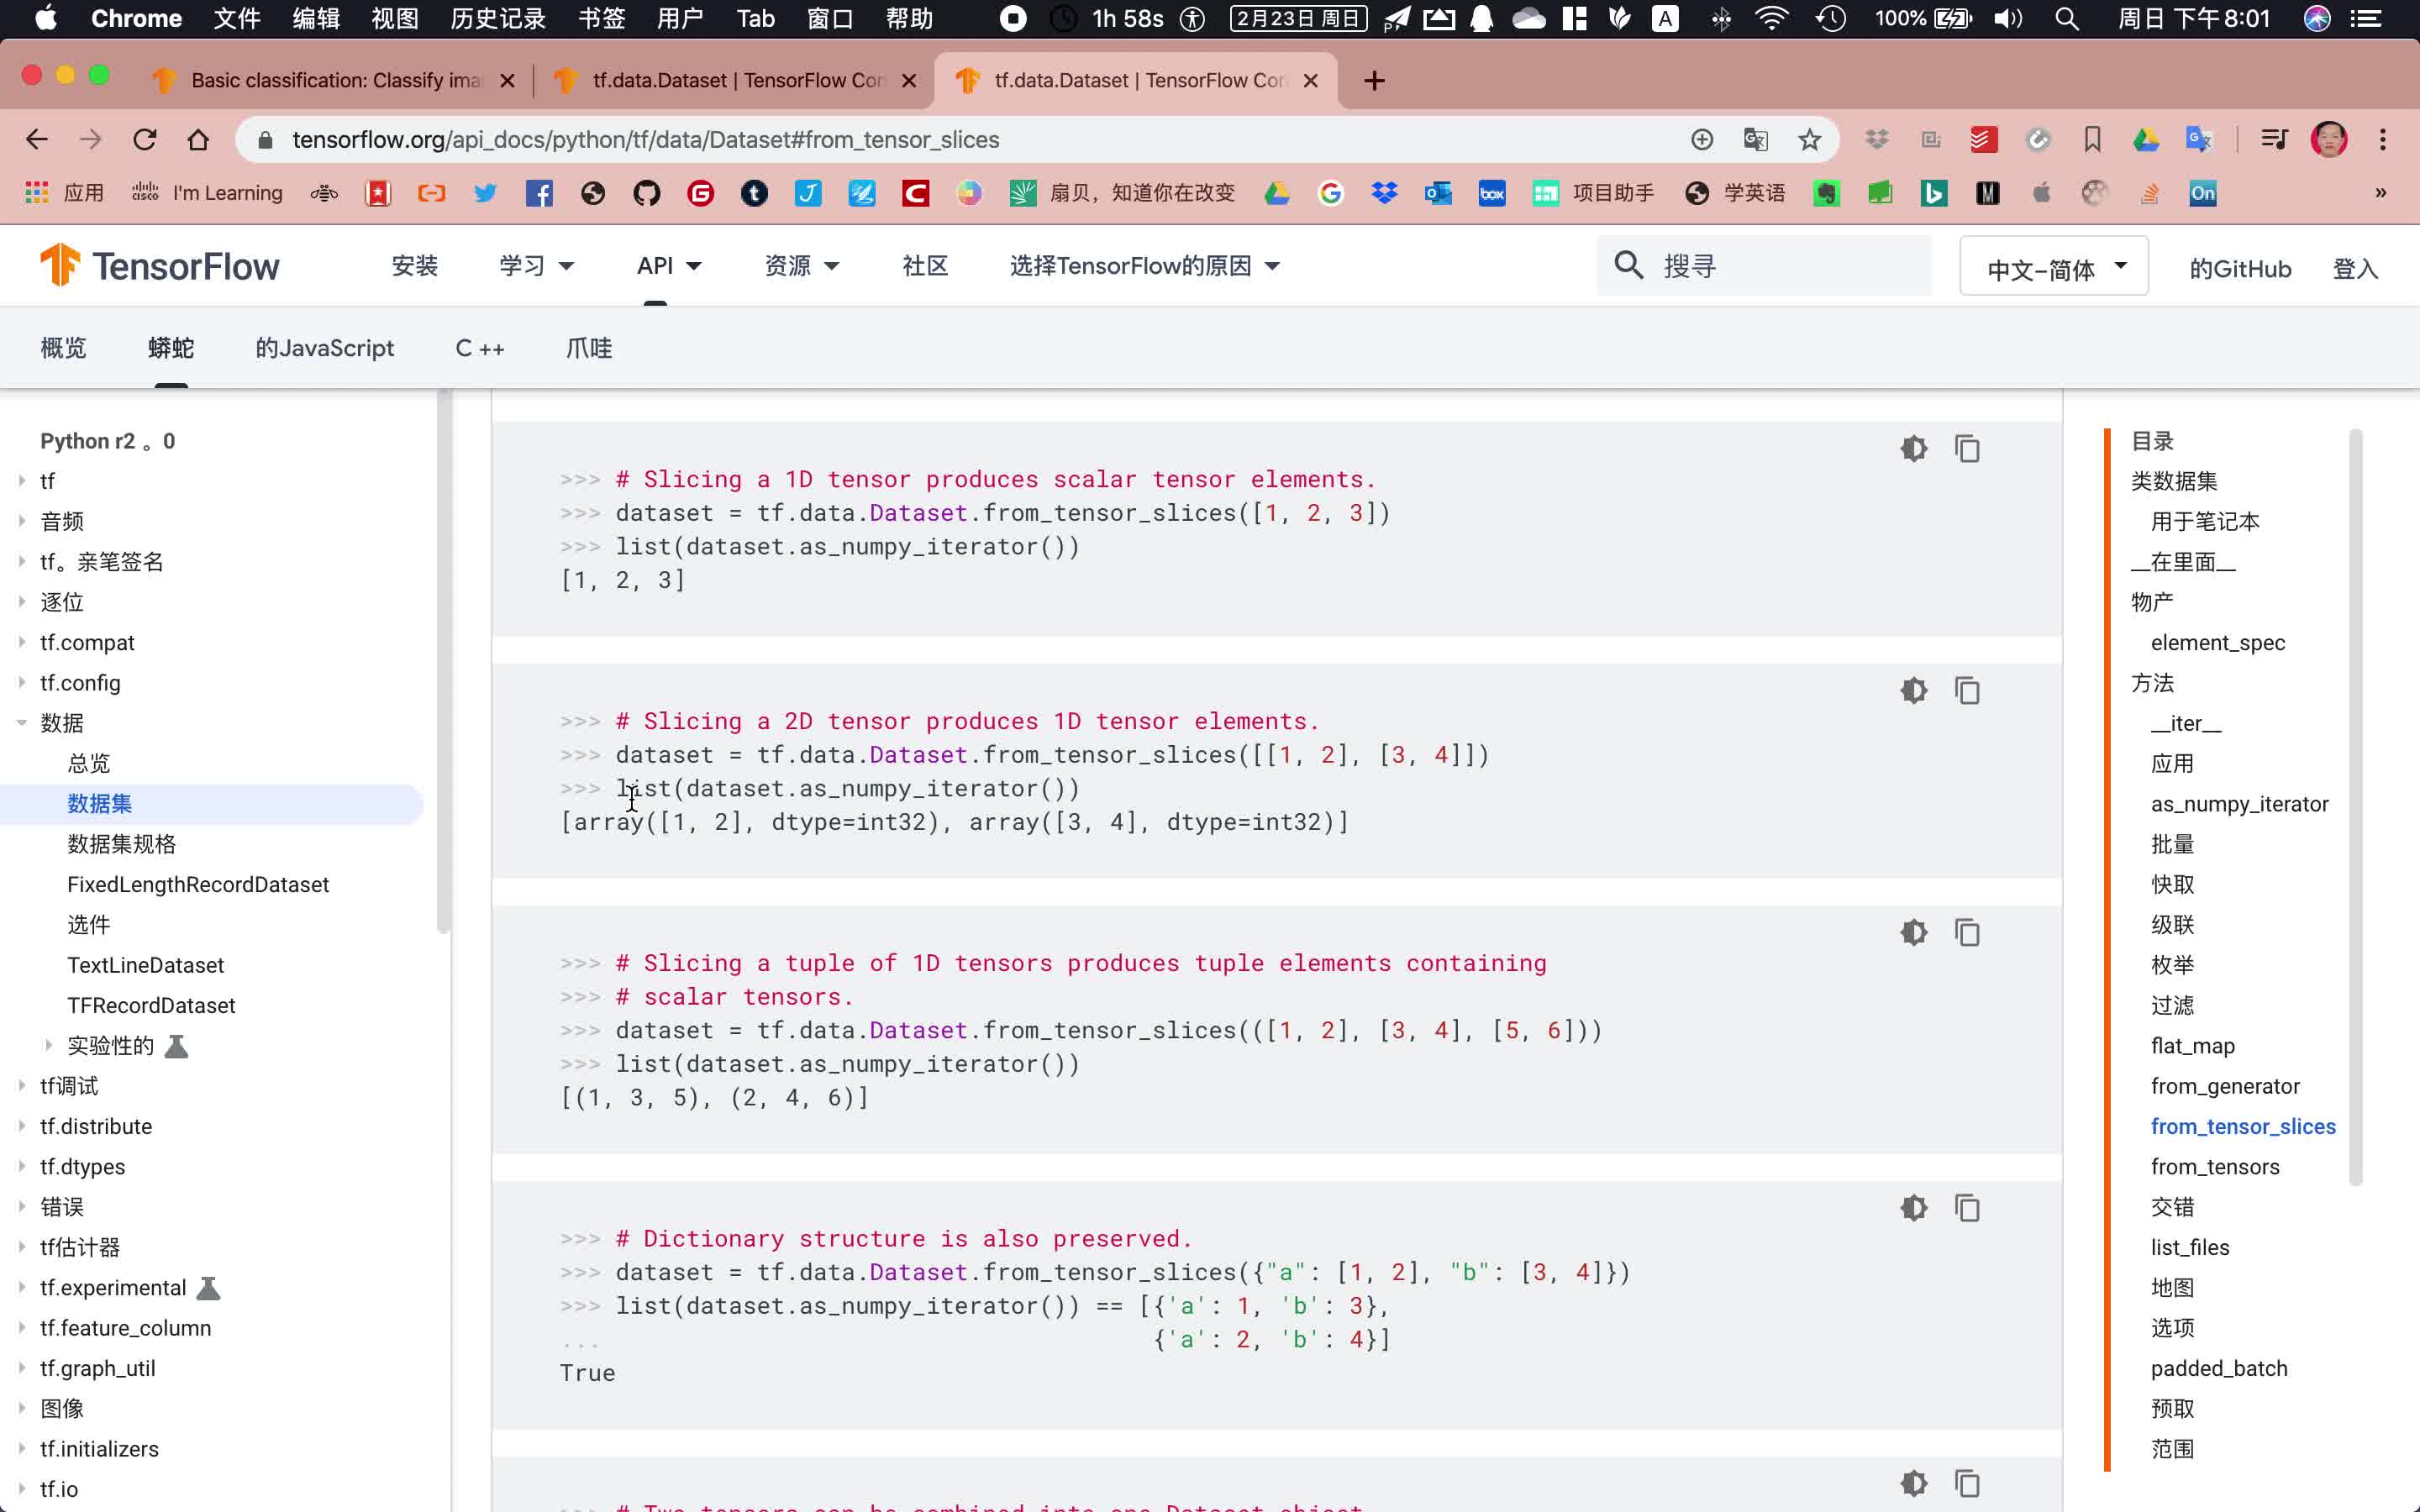 Chrome 文件 编辑 视图 历史记录 书签 用户 Tab 窗口 帮助 1h 58s 2月23日 周日 A 100% 周日 下午8:01
Basic classification: Classify ima
tf.data.Dataset | TensorFlow Cor
tf.data.Dataset | TensorFlow Cor
tensorflow.org/api_docs/python/tf/data/Dataset#from_tensor_slices
应用 I'm Learning 扇贝，知道你在改变 box 项目助手 学英语 On »
TensorFlow 安装 学习 API 资源 社区 选择TensorFlow的原因 搜寻 中文–简体 的GitHub 登入
概览 蟒蛇 的JavaScript C ++ 爪哇
Python r2 。0
tf
音频
tf。亲笔签名
逐位
tf.compat
tf.config
数据
总览
数据集
数据集规格
FixedLengthRecordDataset
选件
TextLineDataset
TFRecordDataset
实验性的
tf调试
tf.distribute
tf.dtypes
错误
tf估计器
tf.experimental
tf.feature_column
tf.graph_util
图像
tf.initializers
tf.io
>>> # Slicing a 1D tensor produces scalar tensor elements.
>>> dataset = tf.data.Dataset.from_tensor_slices([1, 2, 3])
>>> list(dataset.as_numpy_iterator())
[1, 2, 3]
>>> # Slicing a 2D tensor produces 1D tensor elements.
>>> dataset = tf.data.Dataset.from_tensor_slices([[1, 2], [3, 4]])
>>> list(dataset.as_numpy_iterator())
[array([1, 2], dtype=int32), array([3, 4], dtype=int32)]
>>> # Slicing a tuple of 1D tensors produces tuple elements containing
>>> # scalar tensors.
>>> dataset = tf.data.Dataset.from_tensor_slices(([1, 2], [3, 4], [5, 6]))
>>> list(dataset.as_numpy_iterator())
[(1, 3, 5), (2, 4, 6)]
>>> # Dictionary structure is also preserved.
>>> dataset = tf.data.Dataset.from_tensor_slices({"a": [1, 2], "b": [3, 4]})
>>> list(dataset.as_numpy_iterator()) == [{'a': 1, 'b': 3},
... {'a': 2, 'b': 4}]
True
>>> # Two tensors can be combined into one Dataset object.
目录
类数据集
用于笔记本
__在里面__
物产
element_spec
方法
__iter__
应用
as_numpy_iterator
批量
快取
级联
枚举
过滤
flat_map
from_generator
from_tensor_slices
from_tensors
交错
list_files
地图
选项
padded_batch
预取
范围